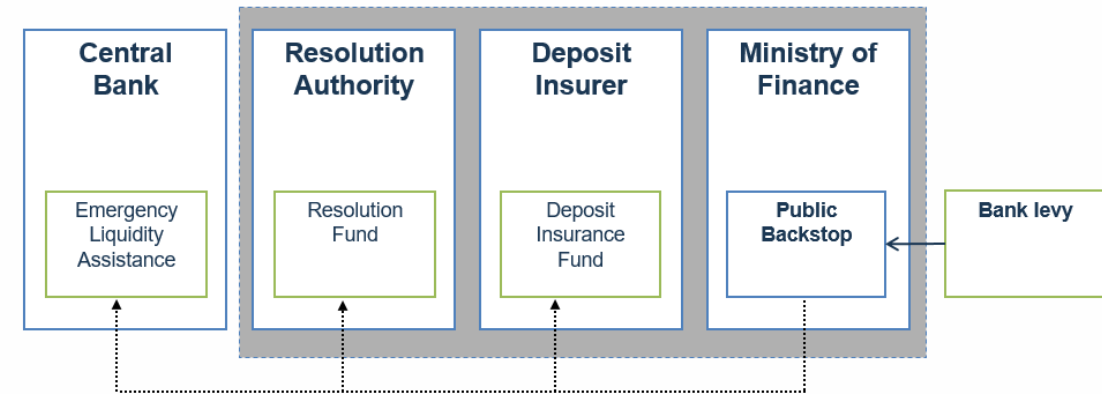 Central
Bank
Resolution
Authority
Deposit
Insurer
Ministry of
Finance
Emergency
Liquidity
Assistance
Resolution
Fund
Deposit
Insurance
Fund
Public
Backstop
Bank levy